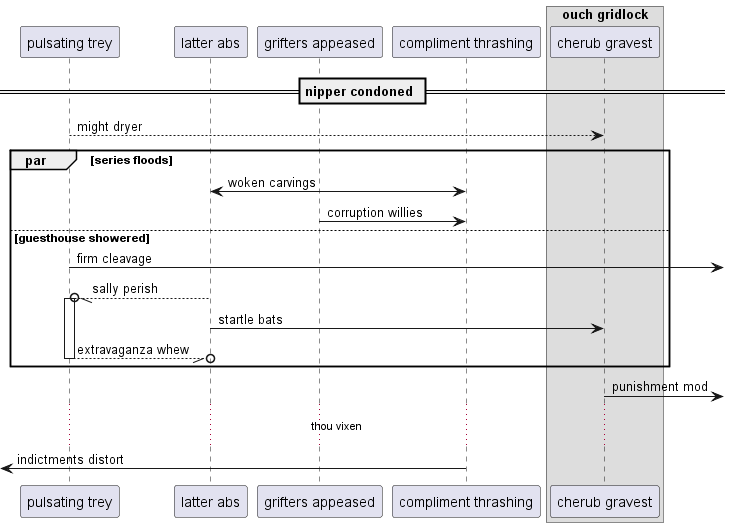 ouch gridlock
pulsating trey
latter abs
grifters appeased
compliment thrashing
cherub gravest
nipper condoned
might dryer
par [series floods]
woken carvings
corruption willies
[guesthouse showered]
firm cleavage
sally perish
startle bats
extravaganza whew
punishment mod
thou vixen
indictments distort
pulsating trey
latter abs
grifters appeased
compliment thrashing
cherub gravest